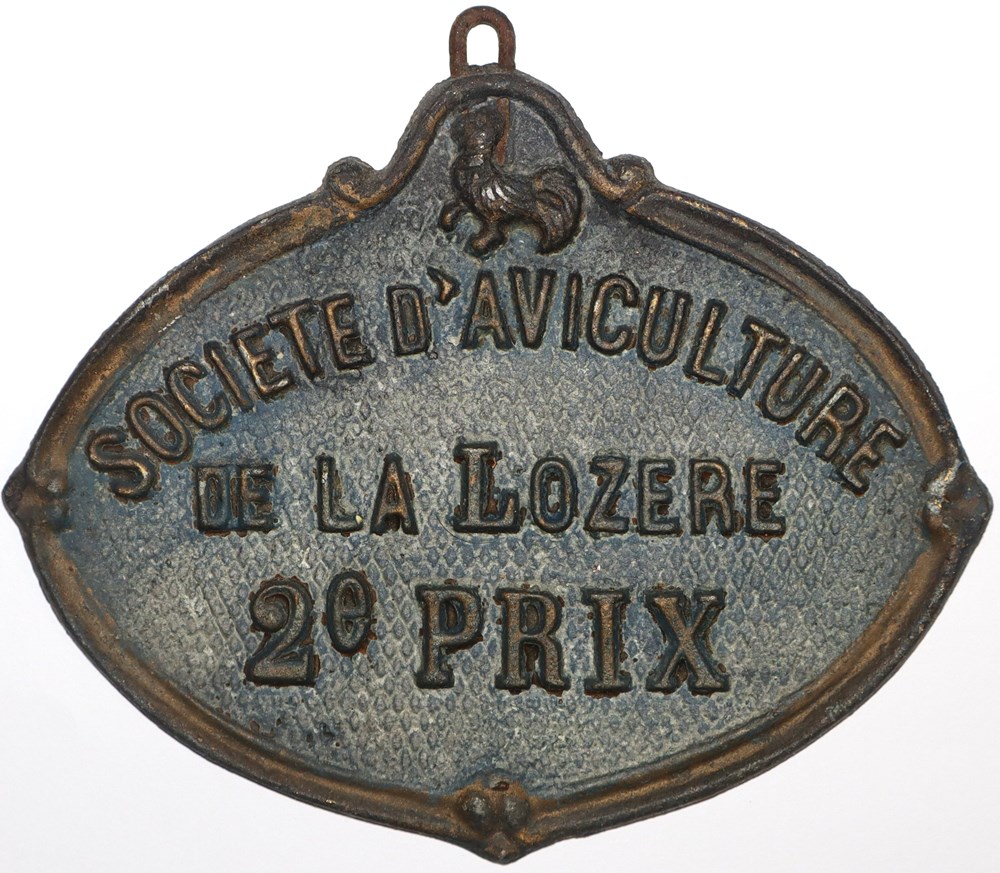 SOCIETE D'AVICULTURE
DE LA LOZERE
2e PRIX